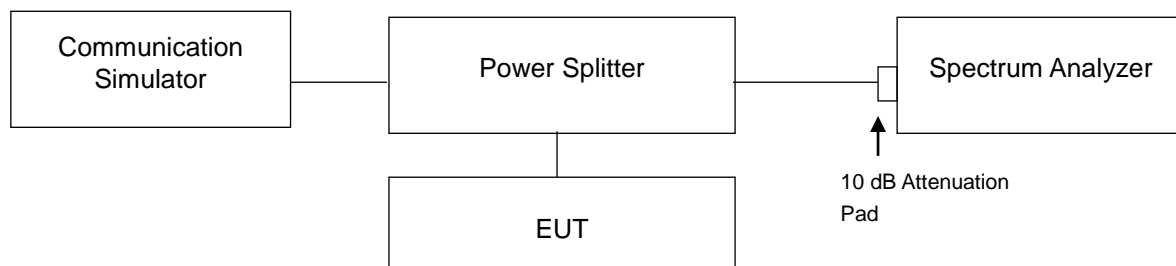 Communication
Simulator
Power Splitter
Spectrum Analyzer
10 dB Attenuation
Pad
EUT